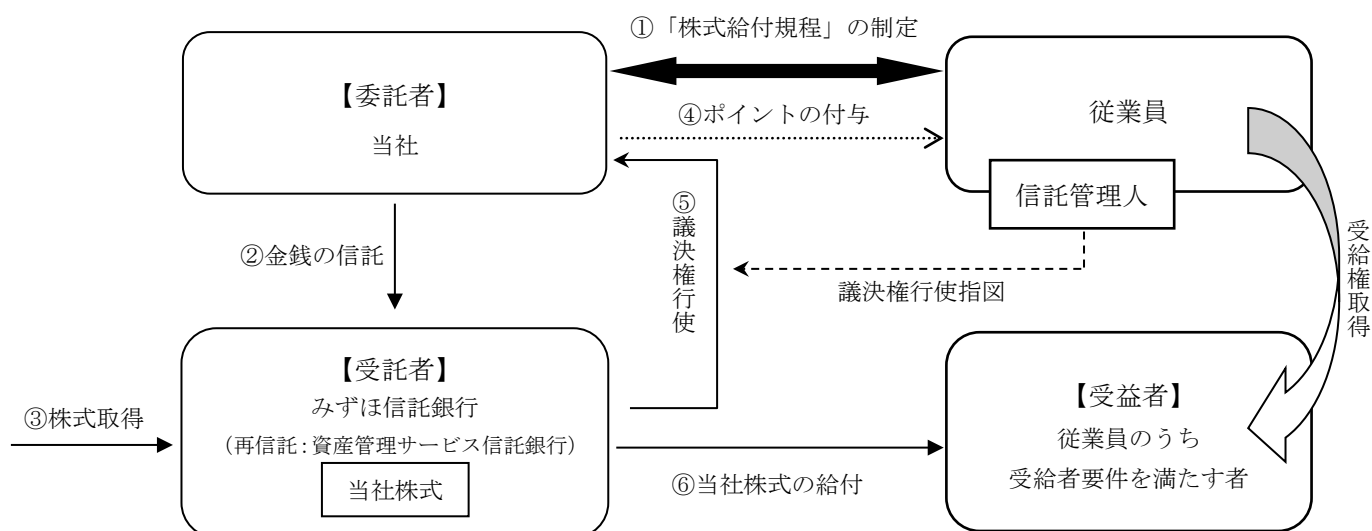 ①「株式給付規程」の制定
【委託者】
当社
④ポイントの付与
従業員
信託管理人
②金銭の信託
⑤議決権行使
議決権行使指図
受給権取得
③株式取得
【受託者】
みずほ信託銀行
（再信託：資産管理サービス信託銀行）
当社株式
⑥当社株式の給付
【受益者】
従業員のうち
受給者要件を満たす者